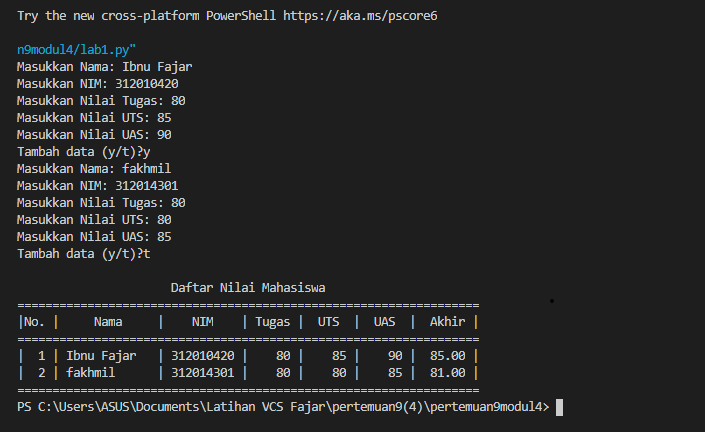 Try the new cross-platform PowerShell https://aka.ms/pscore6
n9modul4/lab1.py"
Masukkan Nama: Ibnu Fajar
Masukkan NIM: 312010420
Masukkan Nilai Tugas: 80
Masukkan Nilai UTS: 85
Masukkan Nilai UAS: 90
Tambah data (y/t)?y
Masukkan Nama: fakhmil
Masukkan NIM: 312014301
Masukkan Nilai Tugas: 80
Masukkan Nilai UTS: 80
Masukkan Nilai UAS: 85
Tambah data (y/t)?t
Daftar Nilai Mahasiswa
==================================================================
|No. |     Nama     |    NIM    | Tugas |  UTS  |  UAS  |  Akhir |
==================================================================
|  1 | Ibnu Fajar   | 312010420 |    80 |    85 |    90 |  85.00 |
|  2 | fakhmil      | 312014301 |    80 |    80 |    85 |  81.00 |
==================================================================
PS C:\Users\ASUS\Documents\Latihan VCS Fajar\pertemuan9(4)\pertemuan9modul4>